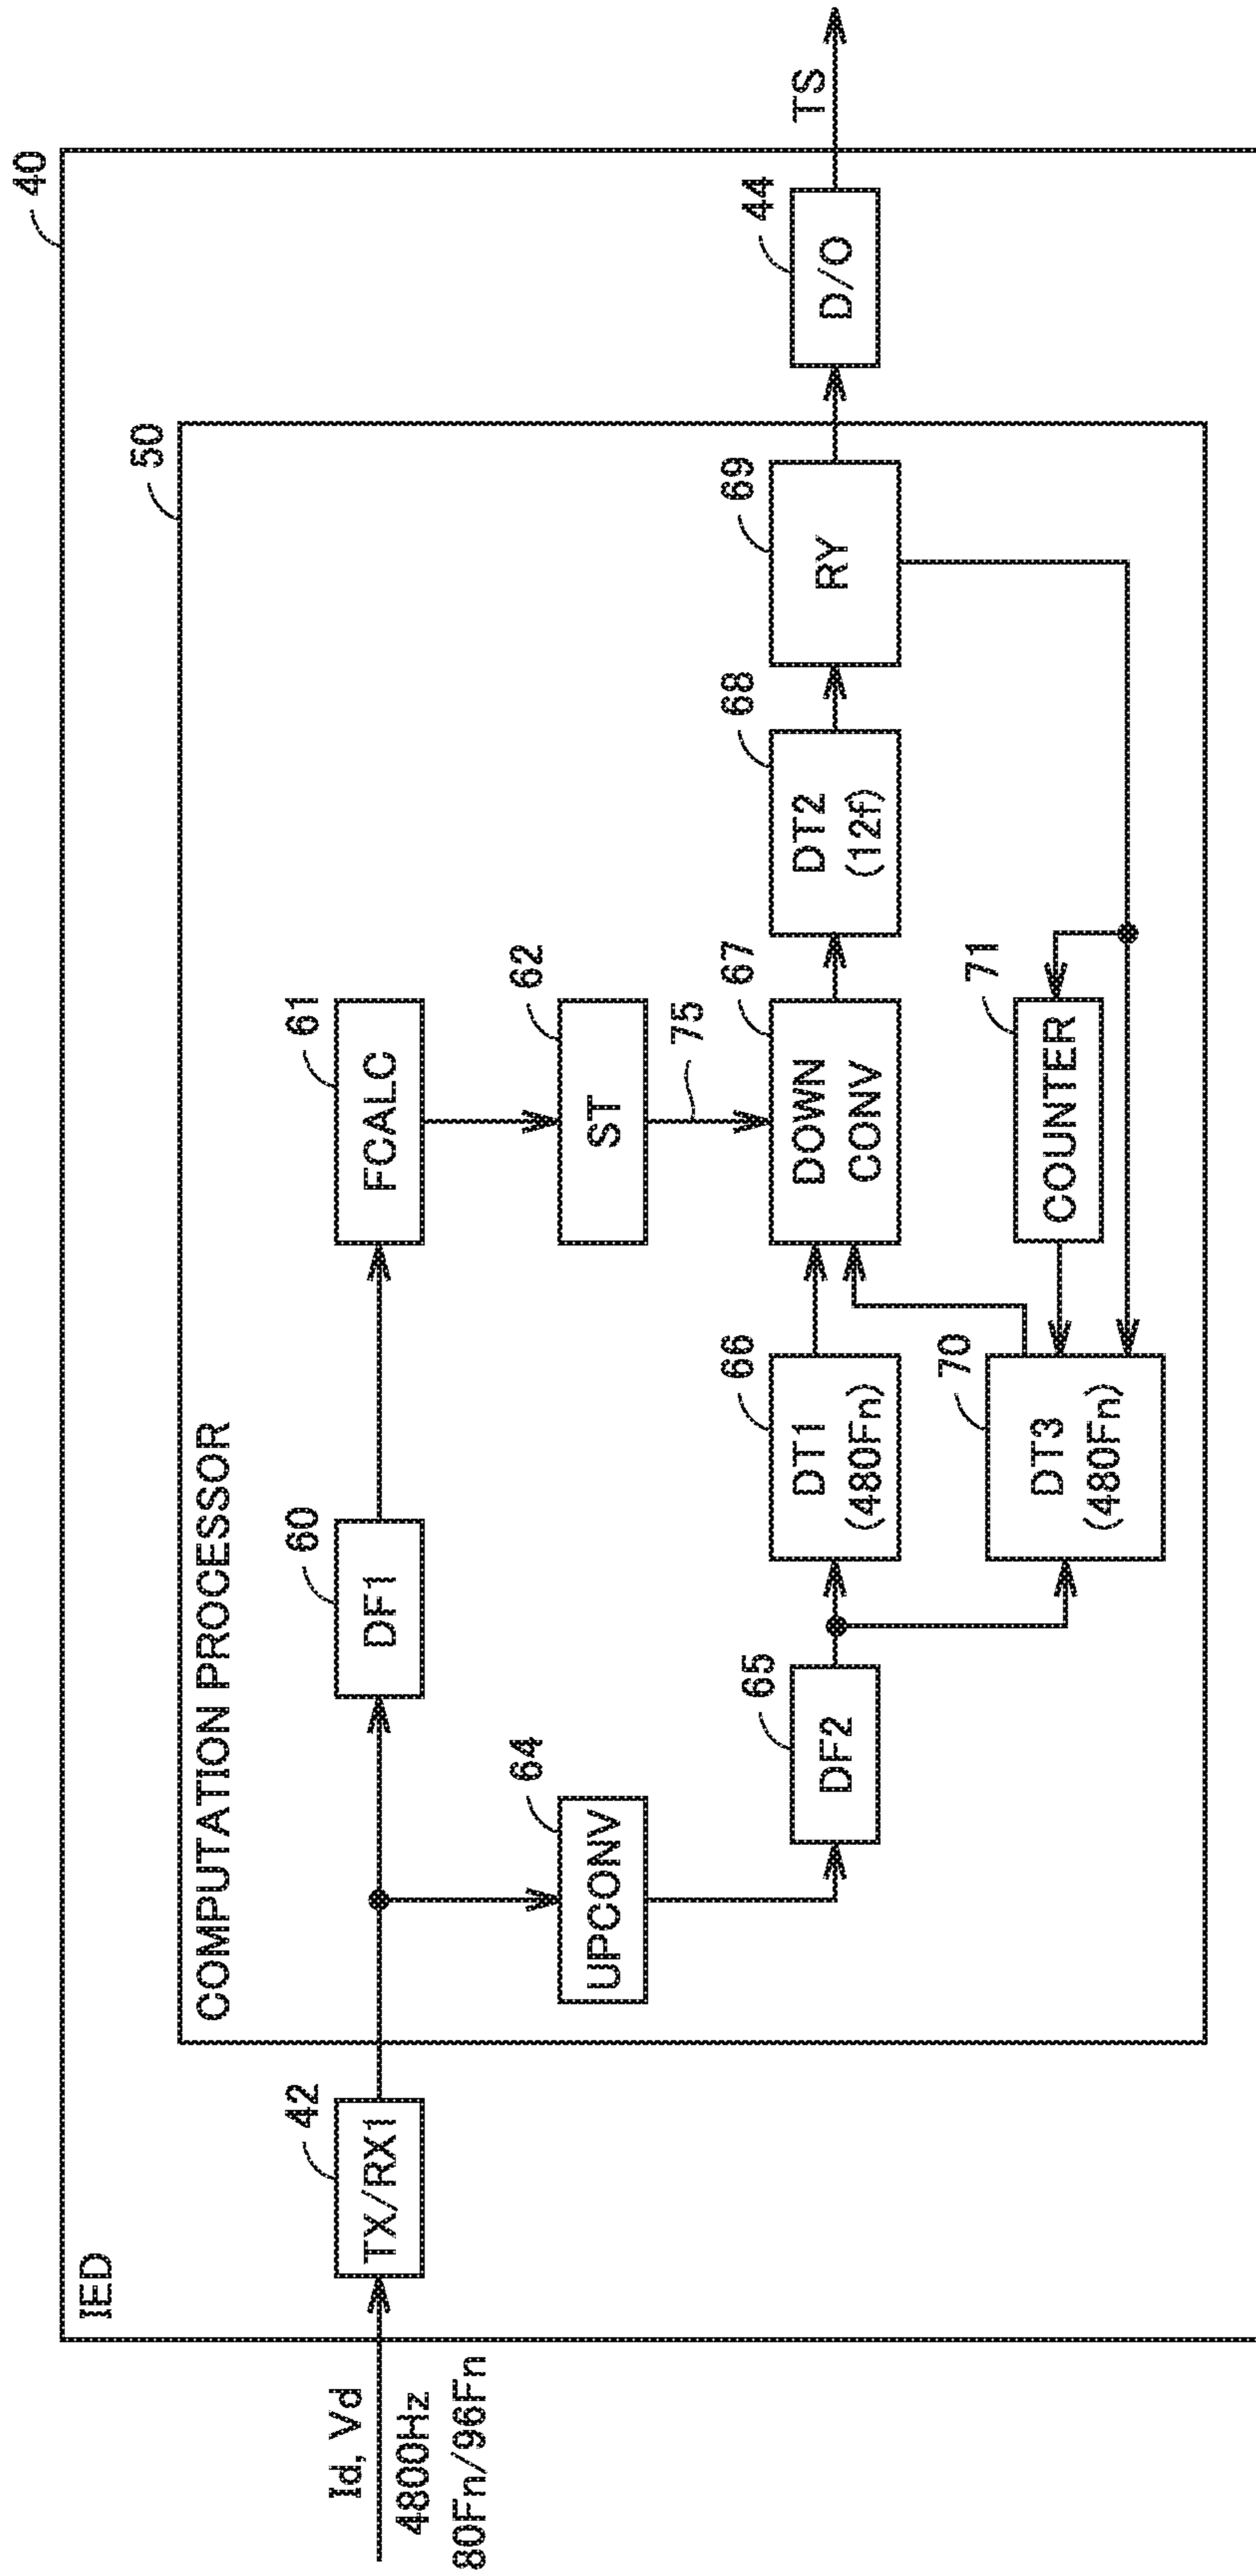 IED
40
COMPUTATION PROCESSOR
50
Id, Vd
4800Hz
80Fn/96Fn
TX/RX1
42
DF1
60
FCALC
61
UPCONV
64
ST
62
75
DF2
65
DT1
(480Fn)
66
DOWN
CONV
67
DT2
(12f)
68
RY
69
D/O
44
TS
DT3
(480Fn)
70
COUNTER
71